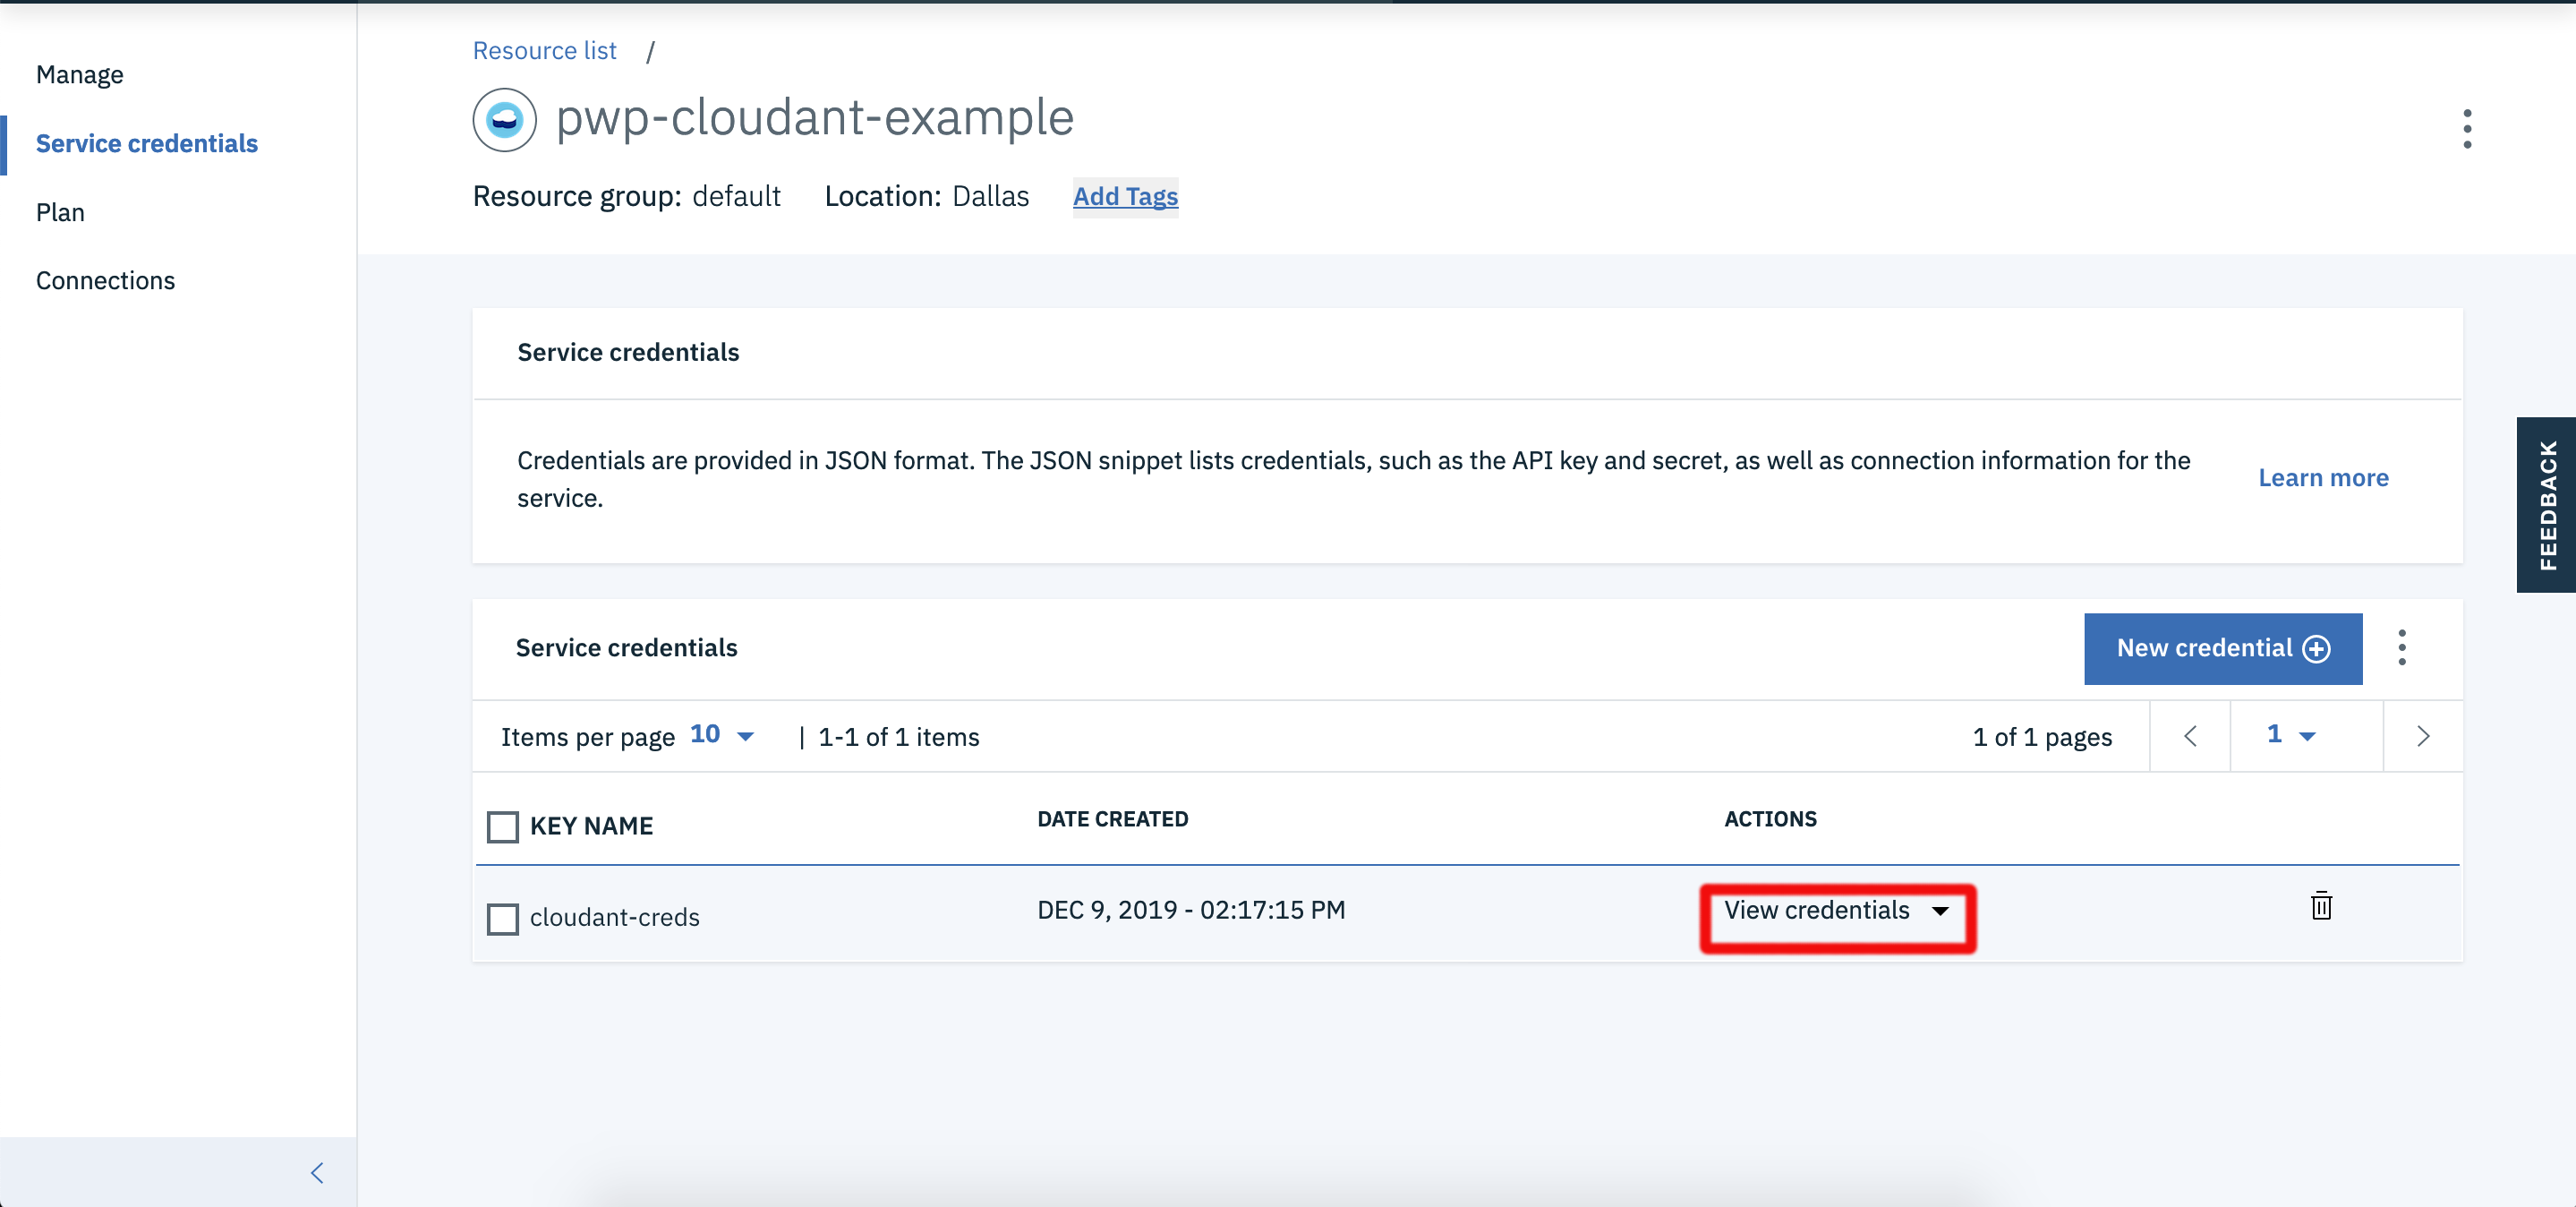 Manage
Service credentials
Plan
Connections
Resource list /
pwp-cloudant-example
Resource group: default Location: Dallas Add Tags
Service credentials
Credentials are provided in JSON format. The JSON snippet lists credentials, such as the API key and secret, as well as connection information for the
service.
Learn more
FEEDBACK
Service credentials
New credential
Items per page 10 | 1-1 of 1 items 1 of 1 pages 1
KEY NAME DATE CREATED ACTIONS
cloudant-creds DEC 9, 2019 - 02:17:15 PM View credentials